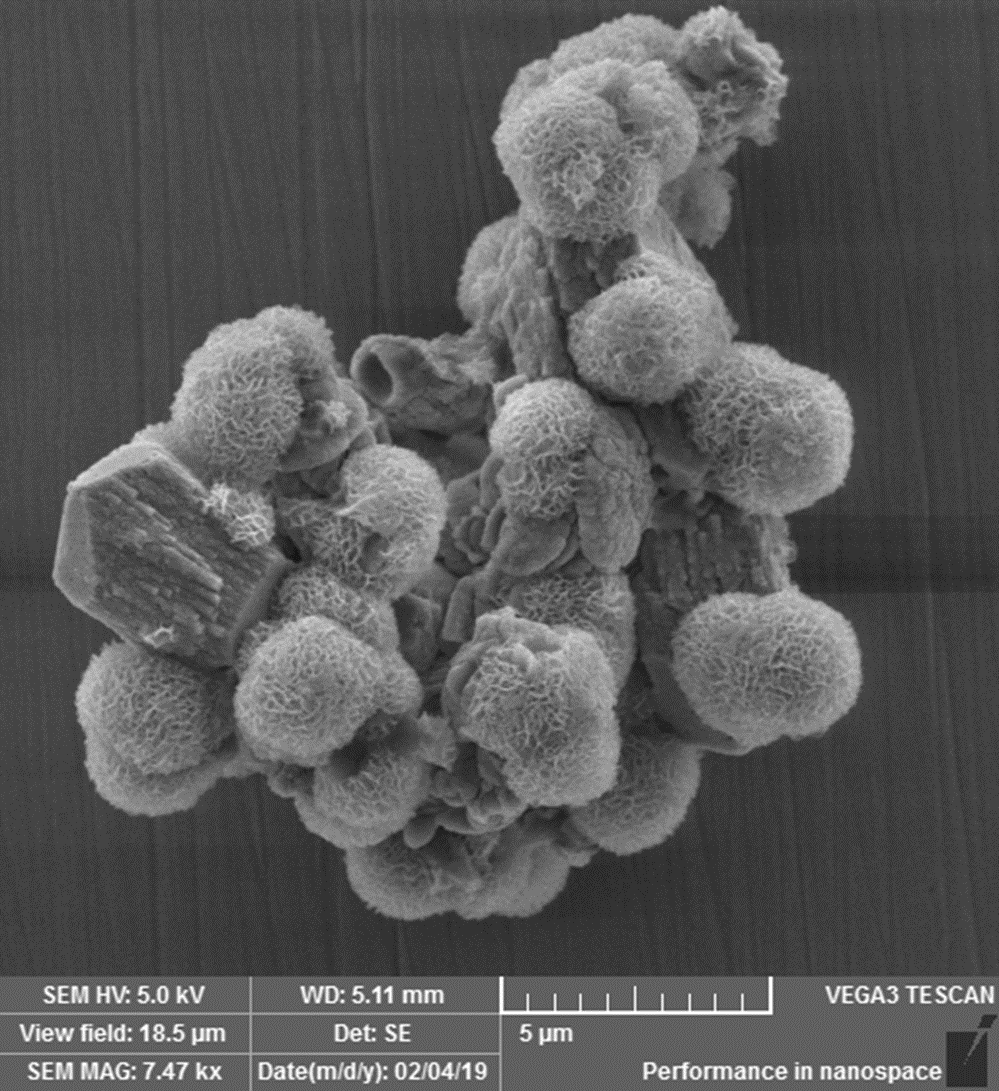 SEM HV: 5.0 kV
WD: 5.11 mm
VEGA3 TESCAN
View field: 18.5 µm
Det: SE
5 µm
SEM MAG: 7.47 kx
Date(m/d/y): 02/04/19
Performance in nanospace